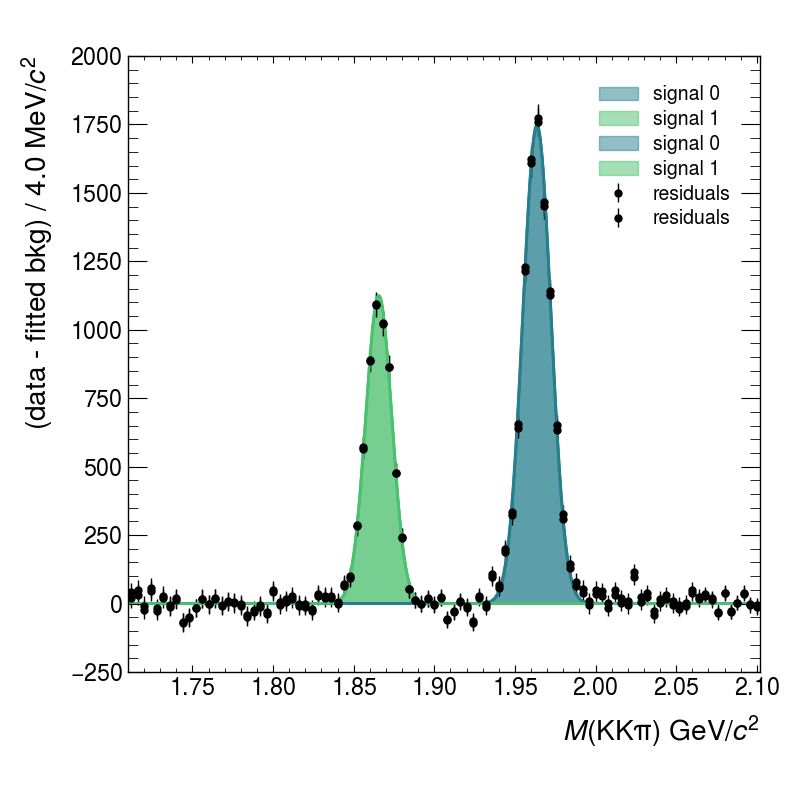 (data - fitted bkg) / 4.0 MeV/c²
2000
1750
1500
1250
1000
750
500
250
0
−250
signal 0
signal 1
signal 0
signal 1
residuals
residuals
1.75 1.80 1.85 1.90 1.95 2.00 2.05 2.10
M(KKπ) GeV/c²